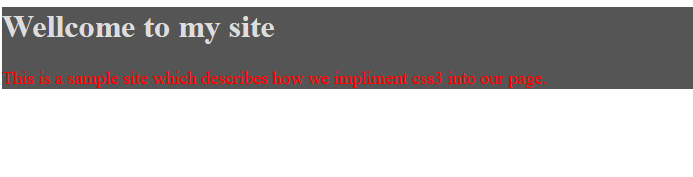 Wellcome to my site
This is a sample site which describes how we impliment css3 into our page.